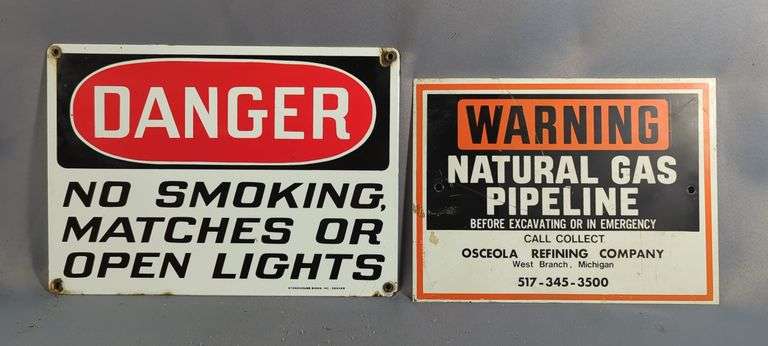 DANGER
NO SMOKING,
MATCHES OR
OPEN LIGHTS
WARNING
NATURAL GAS
PIPELINE
BEFORE EXCAVATING OR IN EMERGENCY
CALL COLLECT
OSCEOLA REFINING COMPANY
West Branch, Michigan
517-345-3500